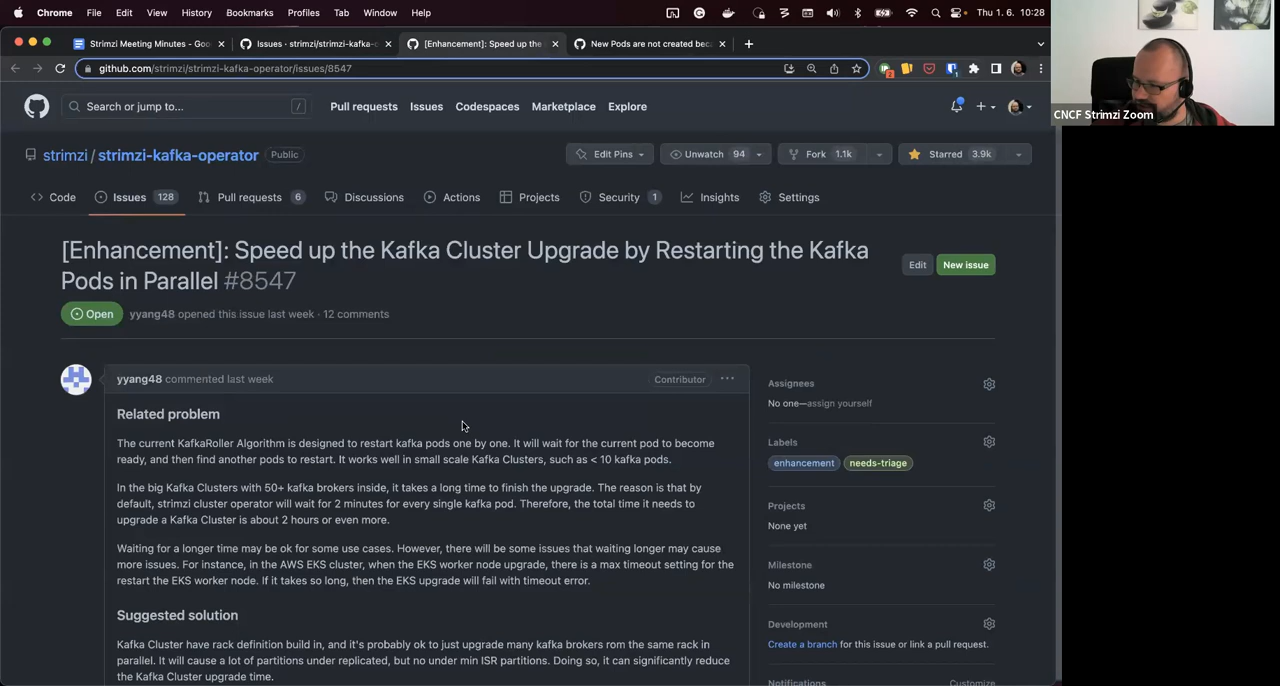 Chrome File Edit View History Bookmarks Profiles Tab Window Help Thu 1. 6. 10:28
Strimzi Meeting Minutes - Goo Issues · strimzi/strimzi-kafka-o [Enhancement]: Speed up the New Pods are not created beca
github.com/strimzi/strimzi-kafka-operator/issues/8547
Search or jump to... / Pull requests Issues Codespaces Marketplace Explore
CNCF Strimzi Zoom
strimzi / strimzi-kafka-operator Public Edit Pins Unwatch 94 Fork 1.1k Starred 3.9k
Code Issues 128 Pull requests 6 Discussions Actions Projects Security 1 Insights Settings
[Enhancement]: Speed up the Kafka Cluster Upgrade by Restarting the Kafka
Pods in Parallel #8547
Edit New issue
Open yyang48 opened this issue last week · 12 comments
yyang48 commented last week Contributor ...
Related problem
The current KafkaRoller Algorithm is designed to restart kafka pods one by one. It will wait for the current pod to become
ready, and then find another pods to restart. It works well in small scale Kafka Clusters, such as < 10 kafka pods.
In the big Kafka Clusters with 50+ kafka brokers inside, it takes a long time to finish the upgrade. The reason is that by
default, strimzi cluster operator will wait for 2 minutes for every single kafka pod. Therefore, the total time it needs to
upgrade a Kafka Cluster is about 2 hours or even more.
Waiting for a longer time may be ok for some use cases. However, there will be some issues that waiting longer may cause
more issues. For instance, in the AWS EKS cluster, when the EKS worker node upgrade, there is a max timeout setting for the
restart the EKS worker node. If it takes so long, then the EKS upgrade will fail with timeout error.
Suggested solution
Kafka Cluster have rack definition build in, and it's probably ok to just upgrade many kafka brokers rom the same rack in
parallel. It will cause a lot of partitions under replicated, but no under min ISR partitions. Doing so, it can significantly reduce
the Kafka Cluster upgrade time.
Assignees
No one—assign yourself
Labels
enhancement needs-triage
Projects
None yet
Milestone
No milestone
Development
Create a branch for this issue or link a pull request.
Notifications Customize